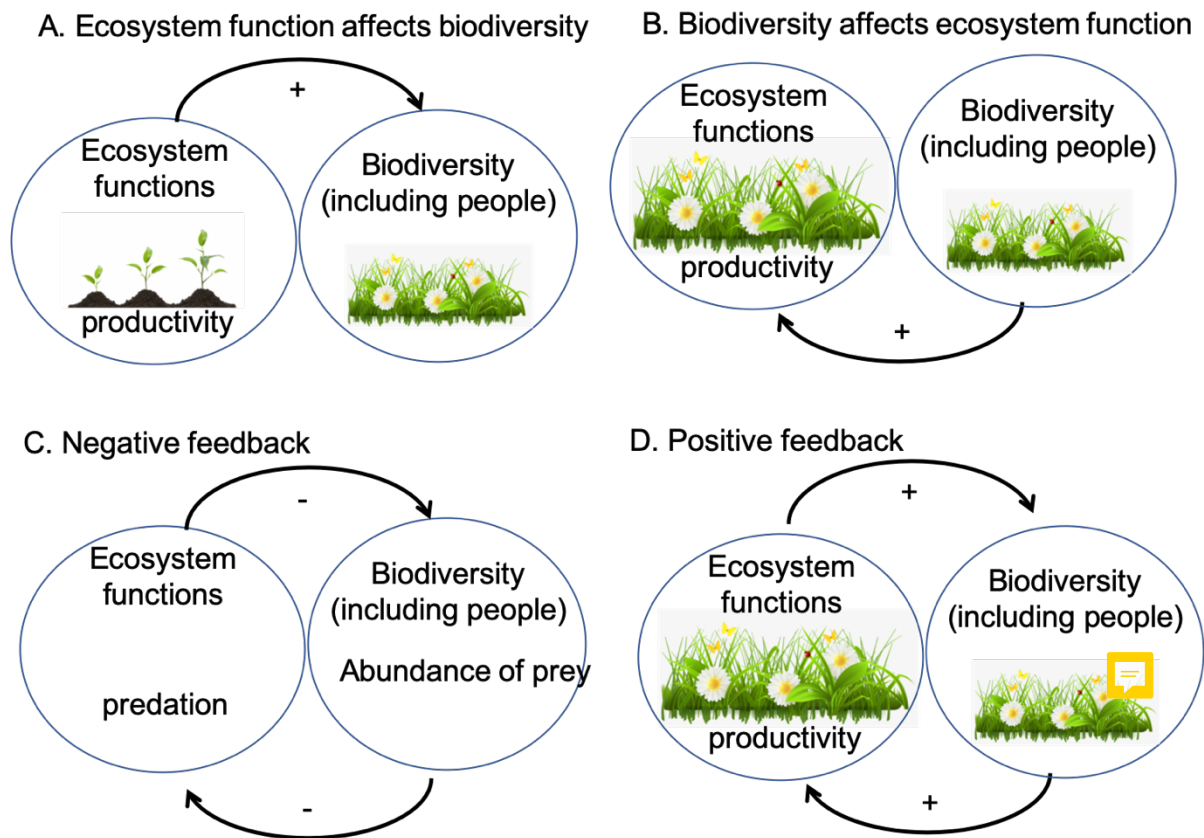 A. Ecosystem function affects biodiversity
+
Ecosystem
functions
productivity
Biodiversity
(including people)
B. Biodiversity affects ecosystem function
Ecosystem
functions
productivity
Biodiversity
(including people)
+
C. Negative feedback
-
Ecosystem
functions
predation
Biodiversity
(including people)
Abundance of prey
-
D. Positive feedback
+
Ecosystem
functions
productivity
Biodiversity
(including people)
+